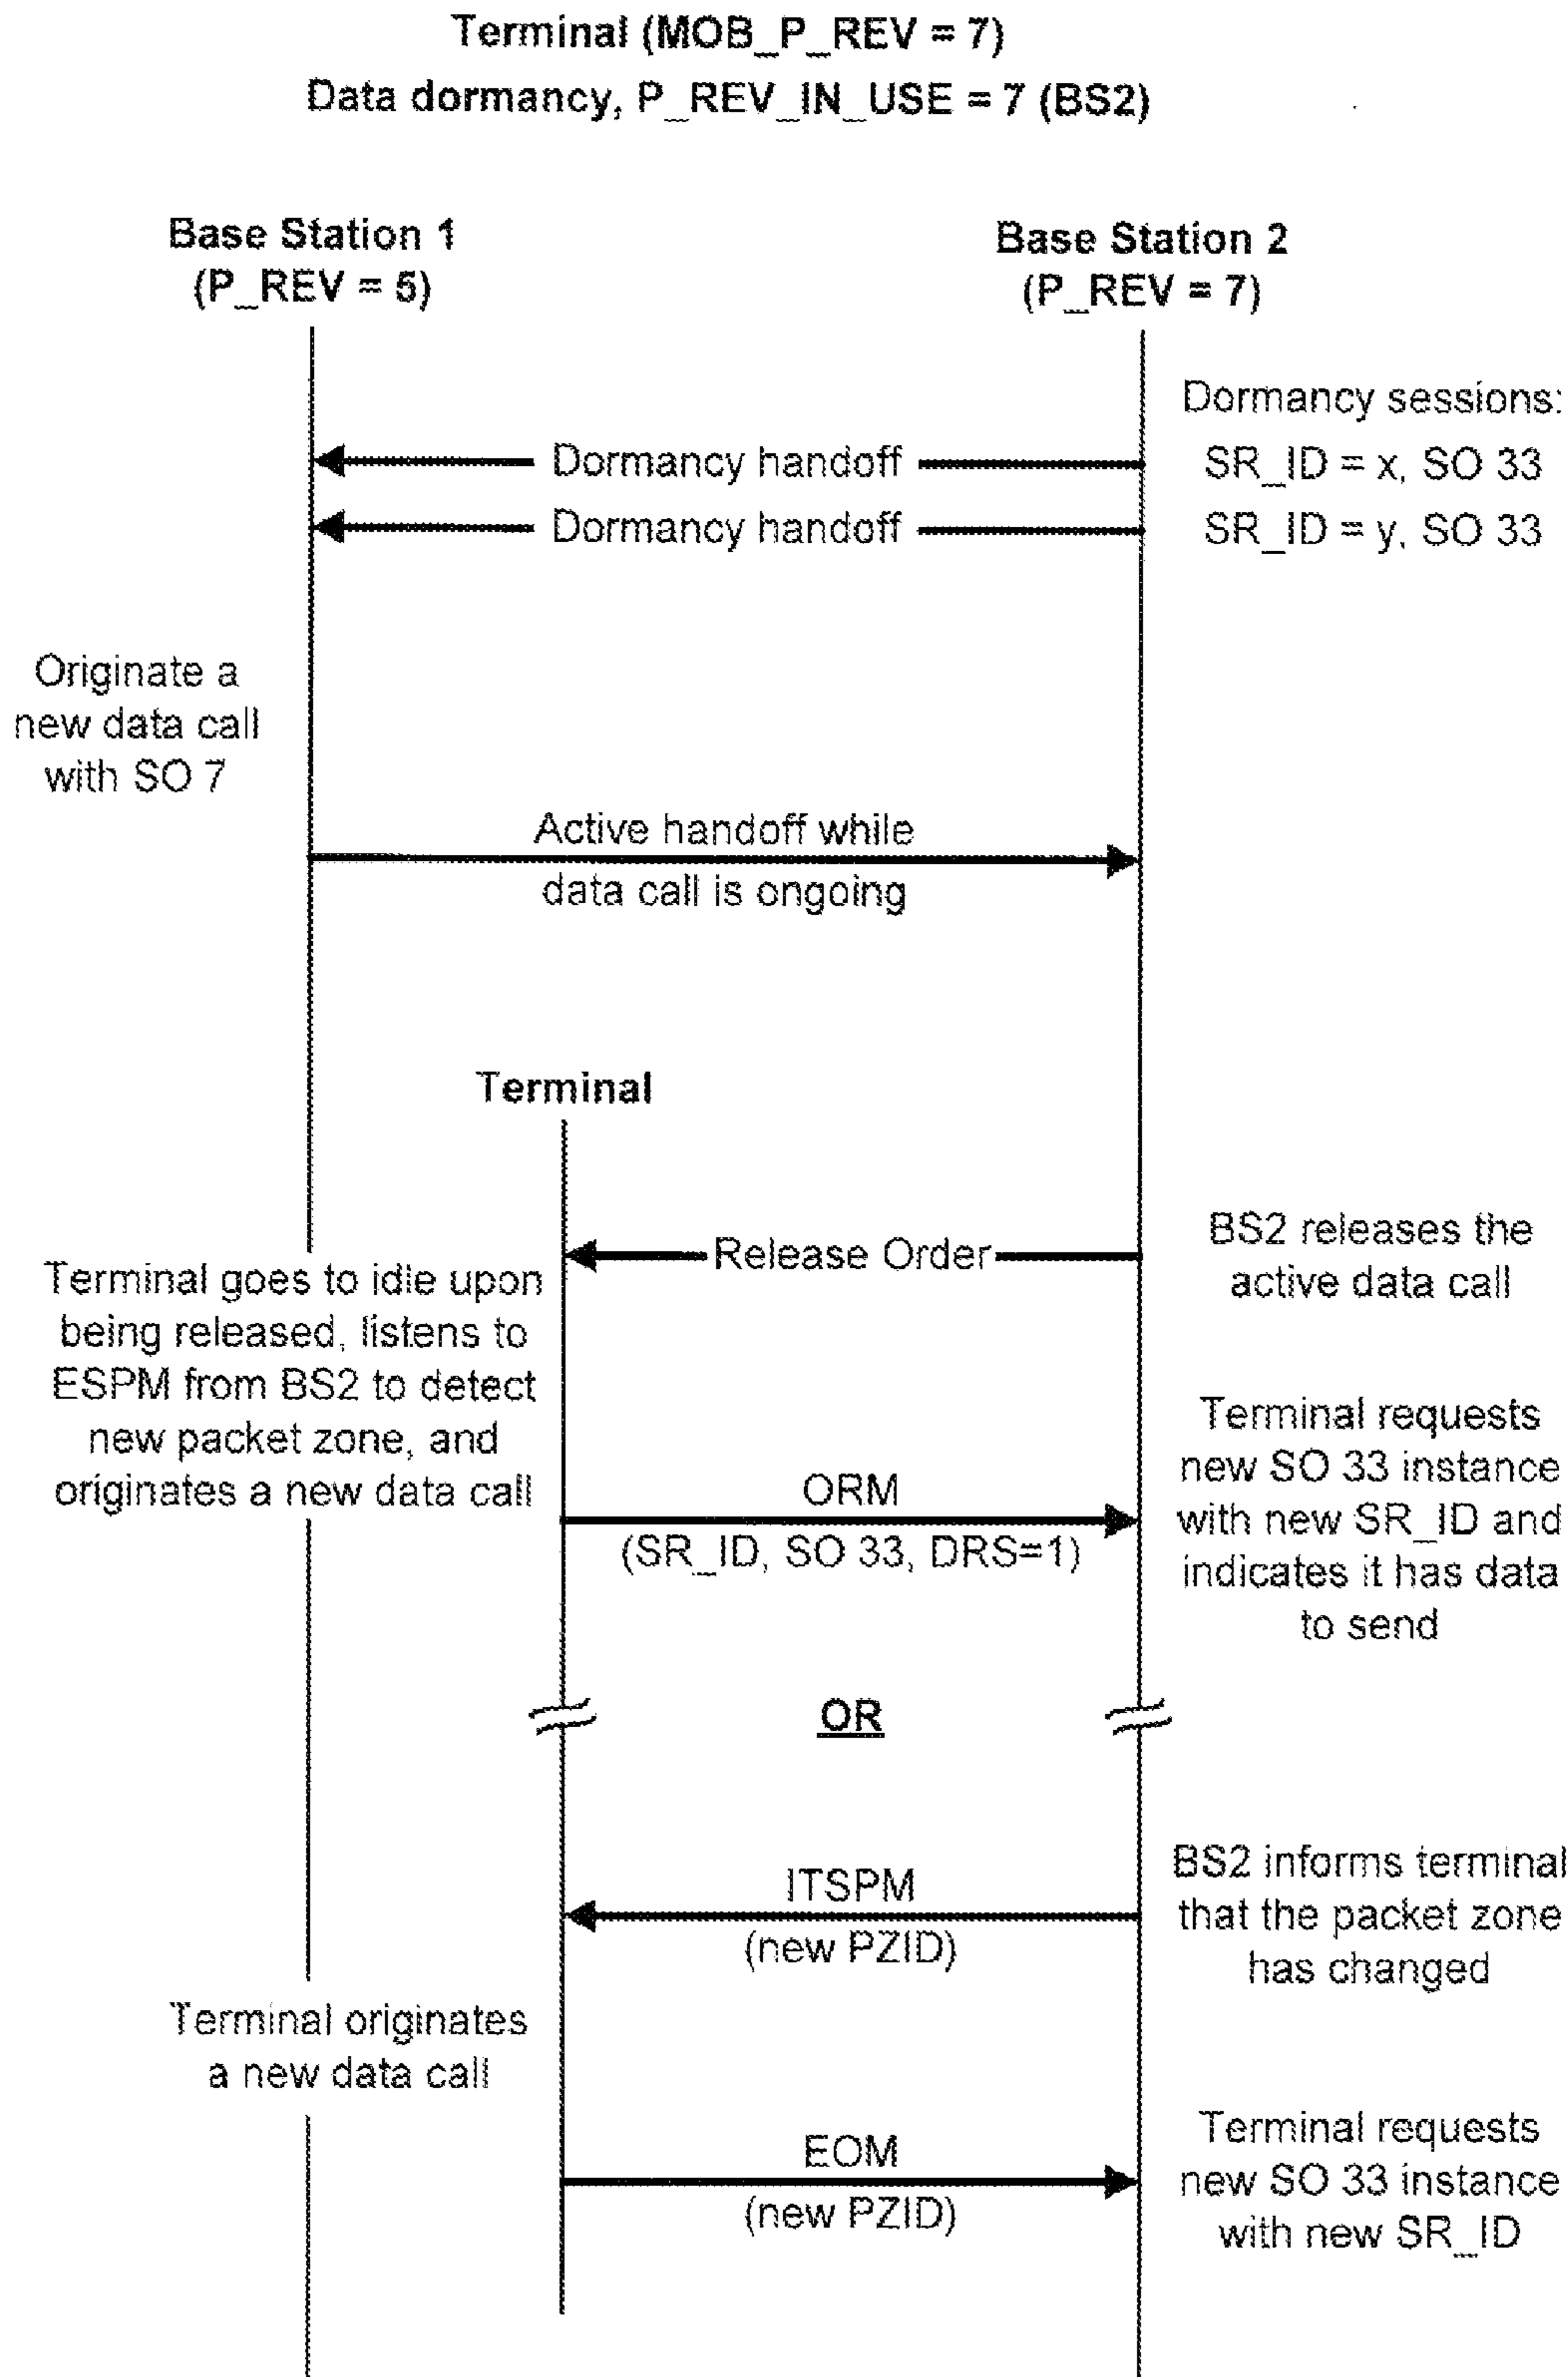 Terminal (MOB_P_REV = 7)
Data dormancy, P_REV_IN_USE = 7 (BS2)
Base Station 1
(P_REV = 5)
Base Station 2
(P_REV = 7)
Dormancy sessions:
Dormancy handoff
SR_ID = x, SO 33
Dormancy handoff
SR_ID = y, SO 33
Originate a
new data call
with SO 7
Active handoff while
data call is ongoing
Terminal
Release Order
BS2 releases the
active data call
Terminal goes to idle upon
being released, listens to
ESPM from BS2 to detect
new packet zone, and
originates a new data call
ORM
(SR_ID, SO 33, DRS=1)
Terminal requests
new SO 33 instance
with new SR_ID and
indicates it has data
to send
OR
ITSPM
(new PZID)
BS2 informs terminal
that the packet zone
has changed
Terminal originates
a new data call
EOM
(new PZID)
Terminal requests
new SO 33 instance
with new SR_ID